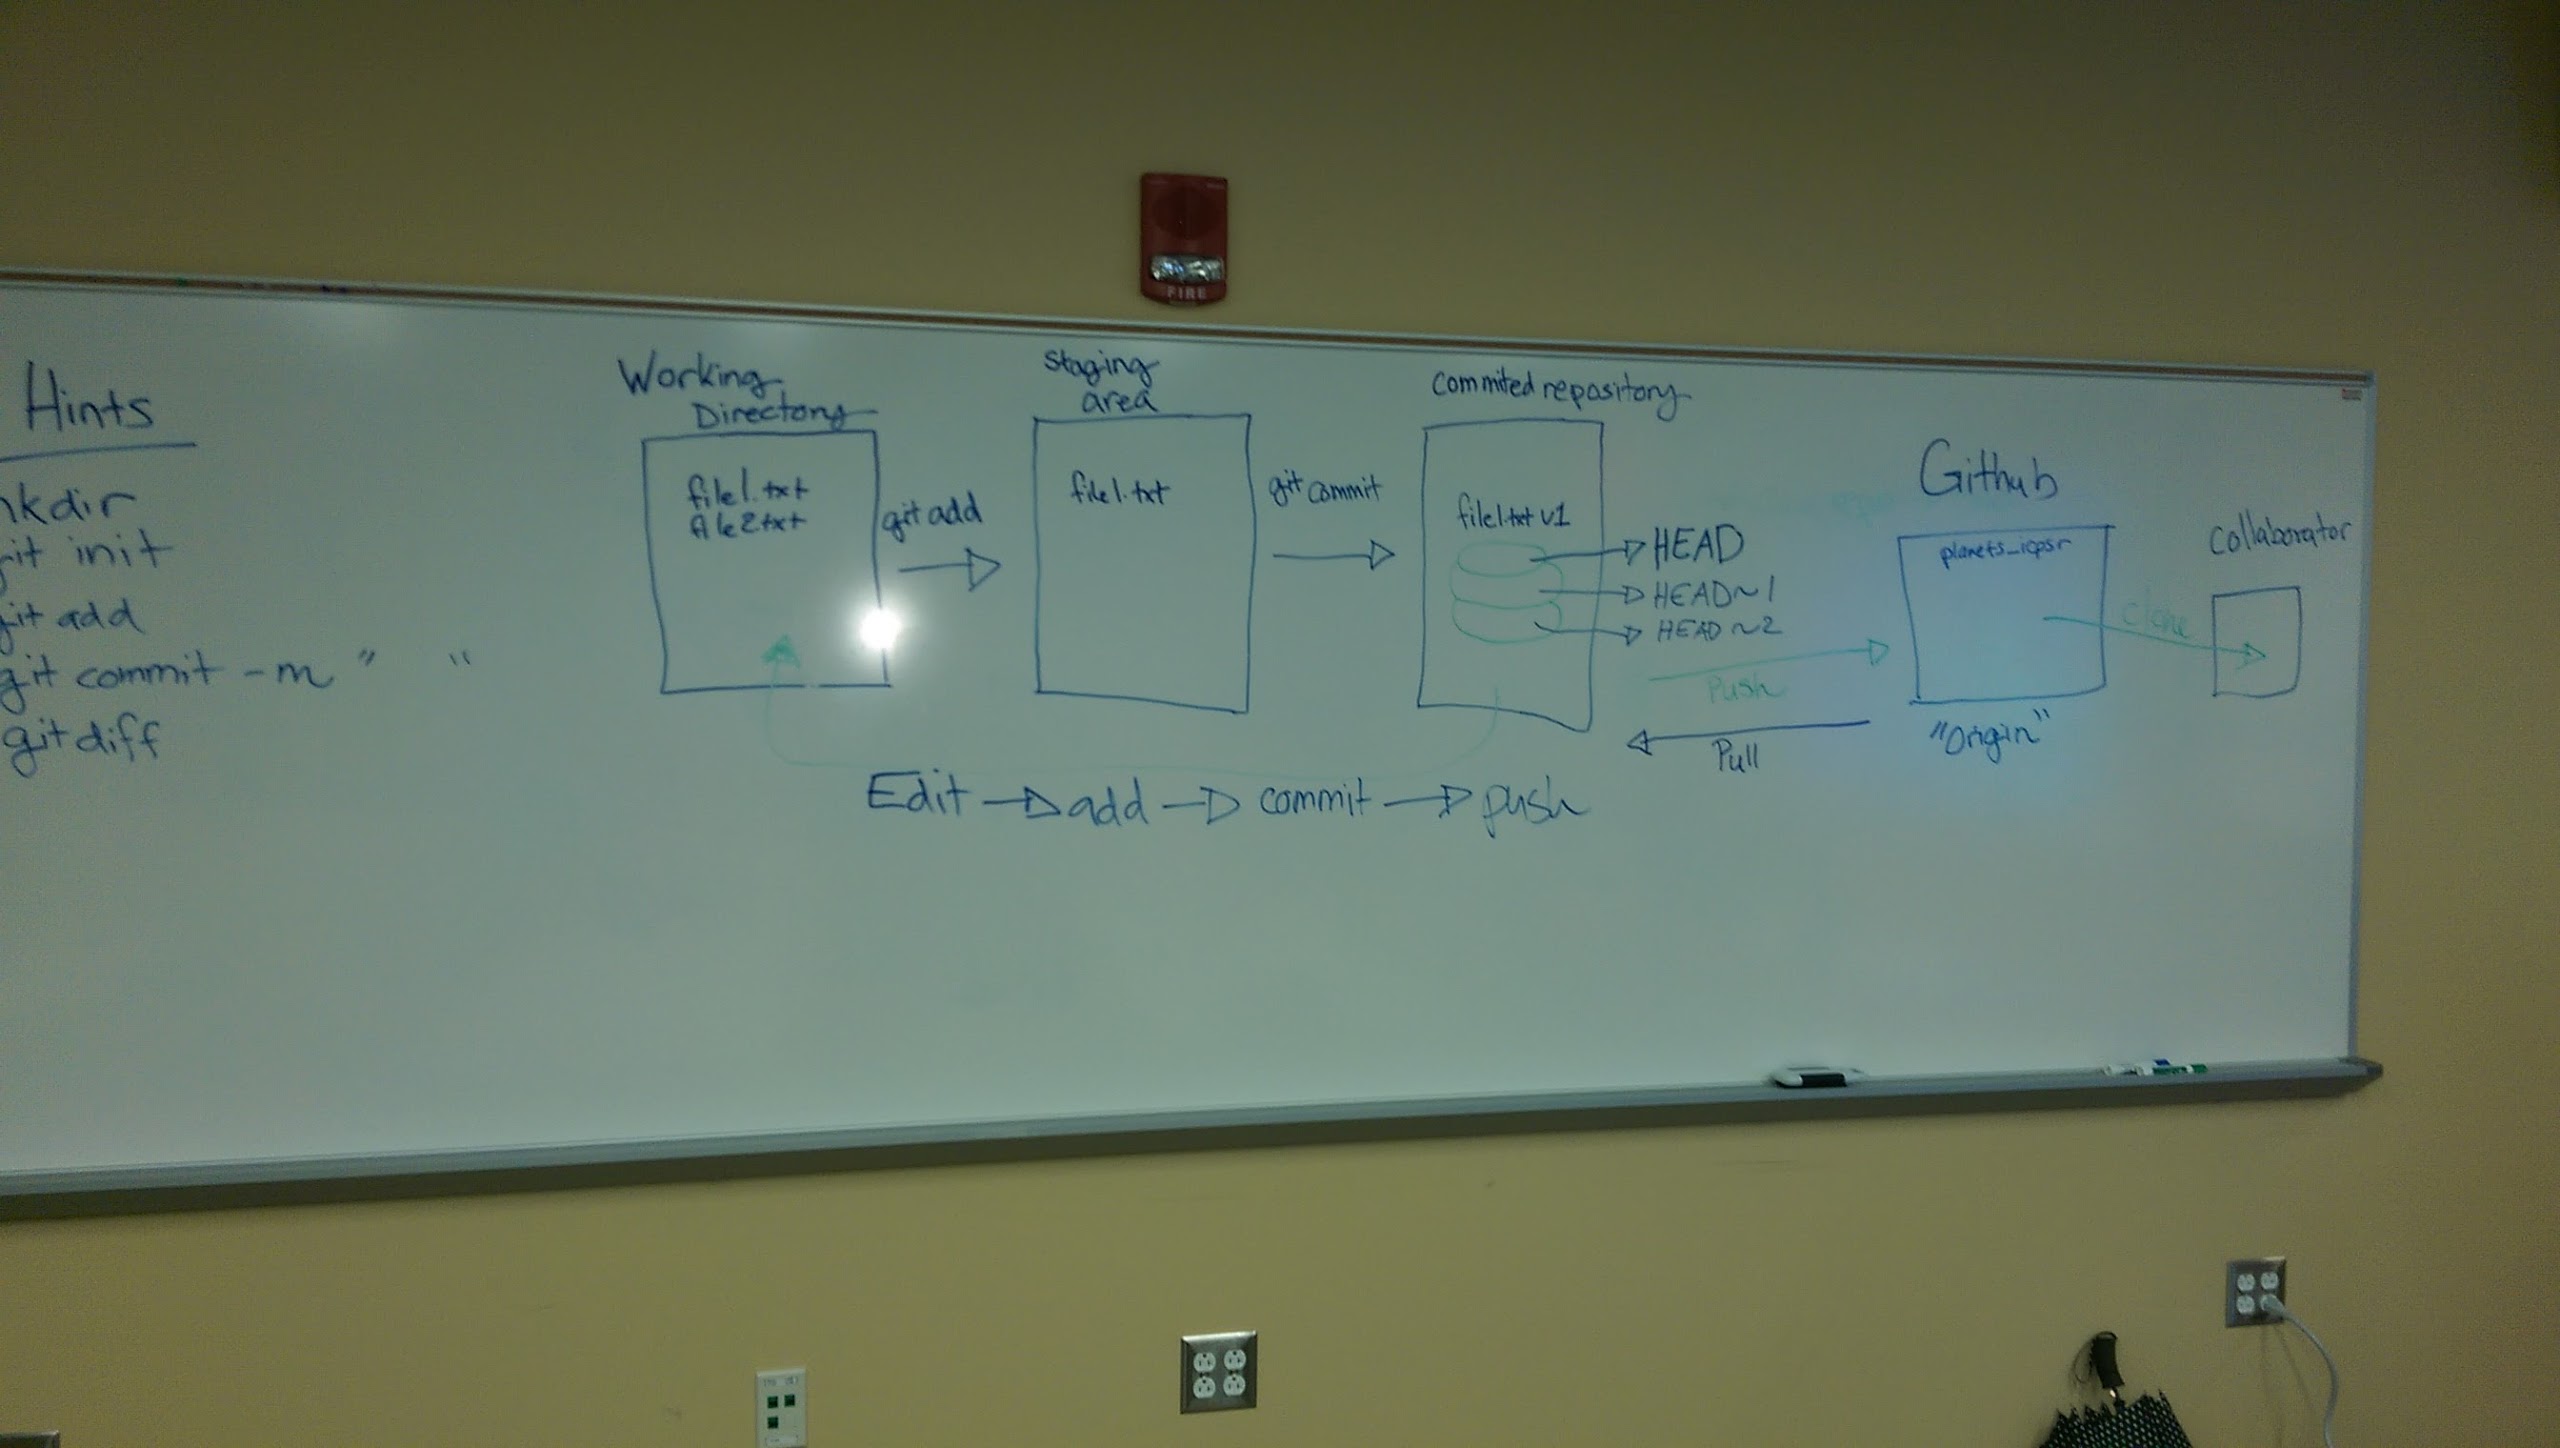 FIRE
Hints
mkdir
git init
git add
git commit -m " "
git diff
Working
Directory
file1.txt
file2.txt
git add
staging
area
file1.txt
git commit
Commited repository
file1.txt v1
HEAD
HEAD~1
HEAD~2
Push
Pull
Github
planets_icpsr
"Origin"
clone
collaborator
Edit → add → commit → push